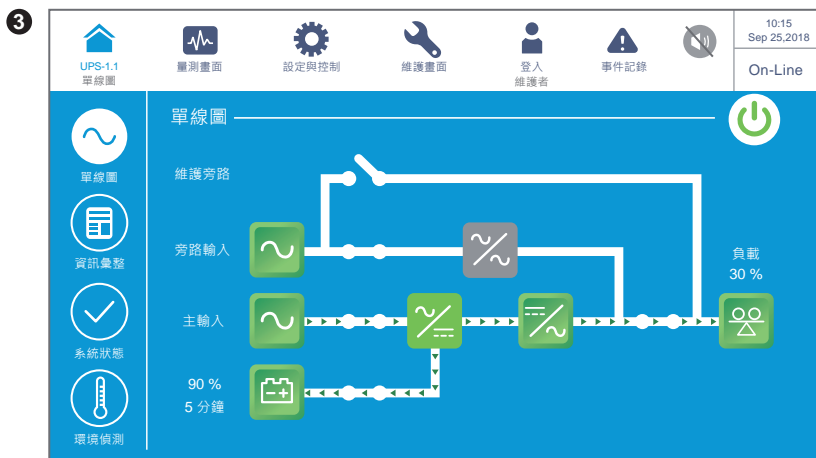 3
UPS-1.1
單線圖
量測畫面
設定與控制
維護畫面
登入
維護者
事件記錄
10:15
Sep 25,2018
On-Line
單線圖
單線圖
維護旁路
資訊彙整
旁路輸入
負載
30 %
主輸入
系統狀態
90 %
5 分鐘
環境偵測